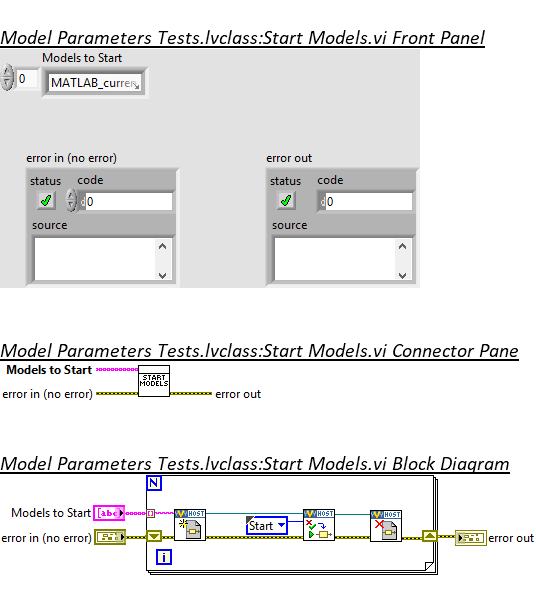 Model Parameters Tests.lvclass:Start Models.vi Front Panel
Models to Start
0
MATLAB_curren
error in (no error)
error out
status code
status code
0
0
source
source
Model Parameters Tests.lvclass:Start Models.vi Connector Pane
Models to Start
START
MODELS
error in (no error)
error out
Model Parameters Tests.lvclass:Start Models.vi Block Diagram
N
Models to Start
abc
HOST
HOST
HOST
Start
error in (no error)
error out
i